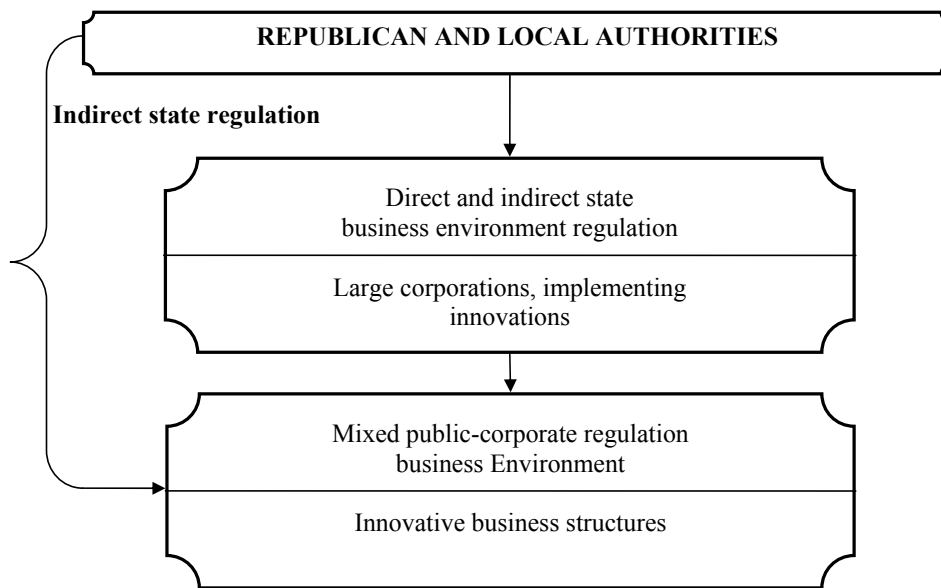 REPUBLICAN AND LOCAL AUTHORITIES
Indirect state regulation
Direct and indirect state
business environment regulation
Large corporations, implementing
innovations
Mixed public-corporate regulation
business Environment
Innovative business structures